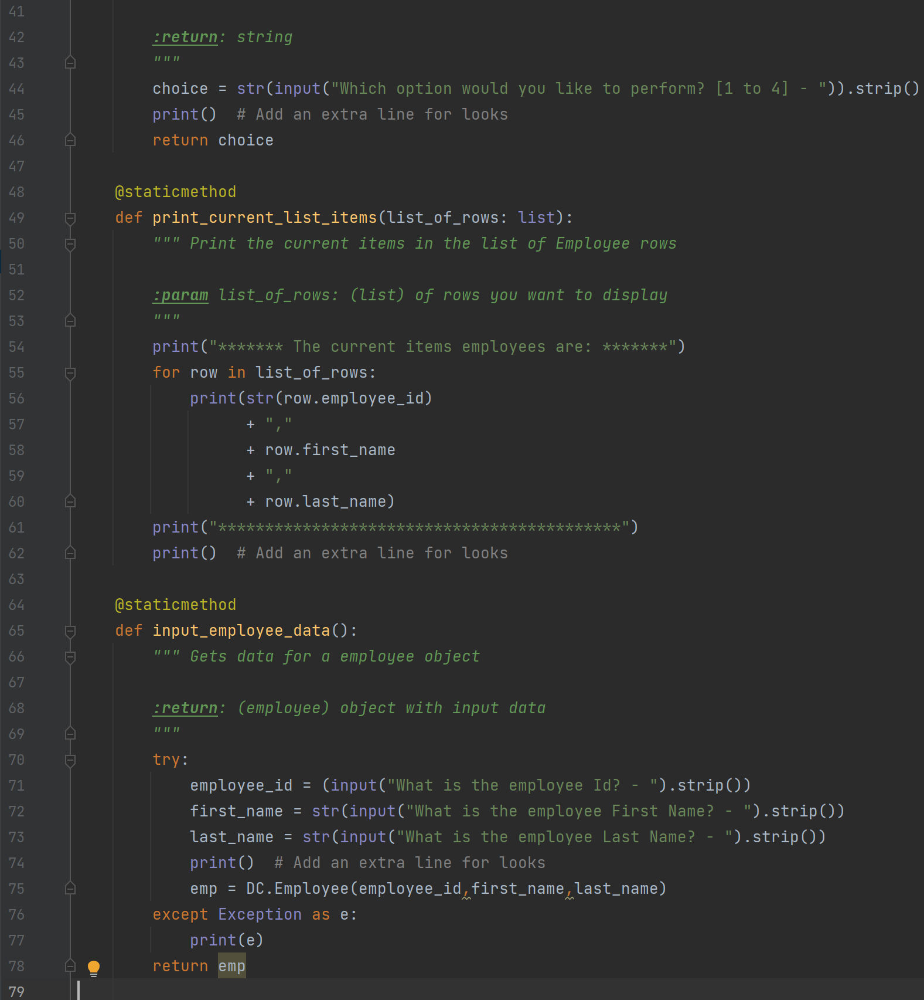 41
42 :return: string
43 """
44 choice = str(input("Which option would you like to perform? [1 to 4] - ")).strip()
45 print()  # Add an extra line for looks
46 return choice
47
48 @staticmethod
49 def print_current_list_items(list_of_rows: list):
50 """ Print the current items in the list of Employee rows
51
52 :param list_of_rows: (list) of rows you want to display
53 """
54 print("******* The current items employees are: *******")
55 for row in list_of_rows:
56 print(str(row.employee_id)
57 + ","
58 + row.first_name
59 + ","
60 + row.last_name)
61 print("*******************************************")
62 print()  # Add an extra line for looks
63
64 @staticmethod
65 def input_employee_data():
66 """ Gets data for a employee object
67
68 :return: (employee) object with input data
69 """
70 try:
71 employee_id = (input("What is the employee Id? - ").strip())
72 first_name = str(input("What is the employee First Name? - ").strip())
73 last_name = str(input("What is the employee Last Name? - ").strip())
74 print()  # Add an extra line for looks
75 emp = DC.Employee(employee_id,first_name,last_name)
76 except Exception as e:
77 print(e)
78 return emp
79